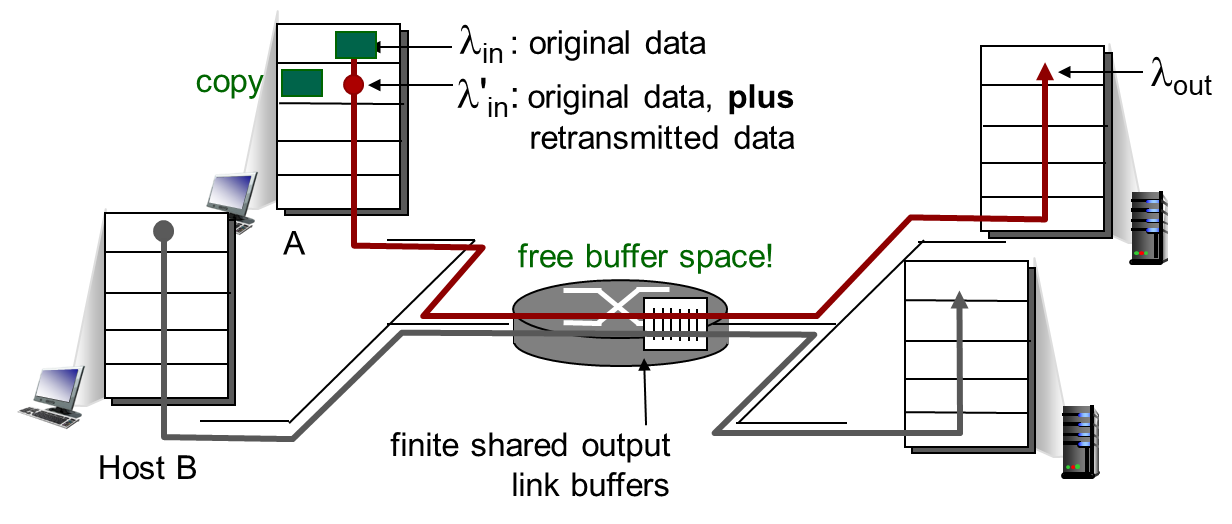 λin : original data
copy
λ'in: original data, plus
retransmitted data
λout
A
free buffer space!
finite shared output
link buffers
Host B